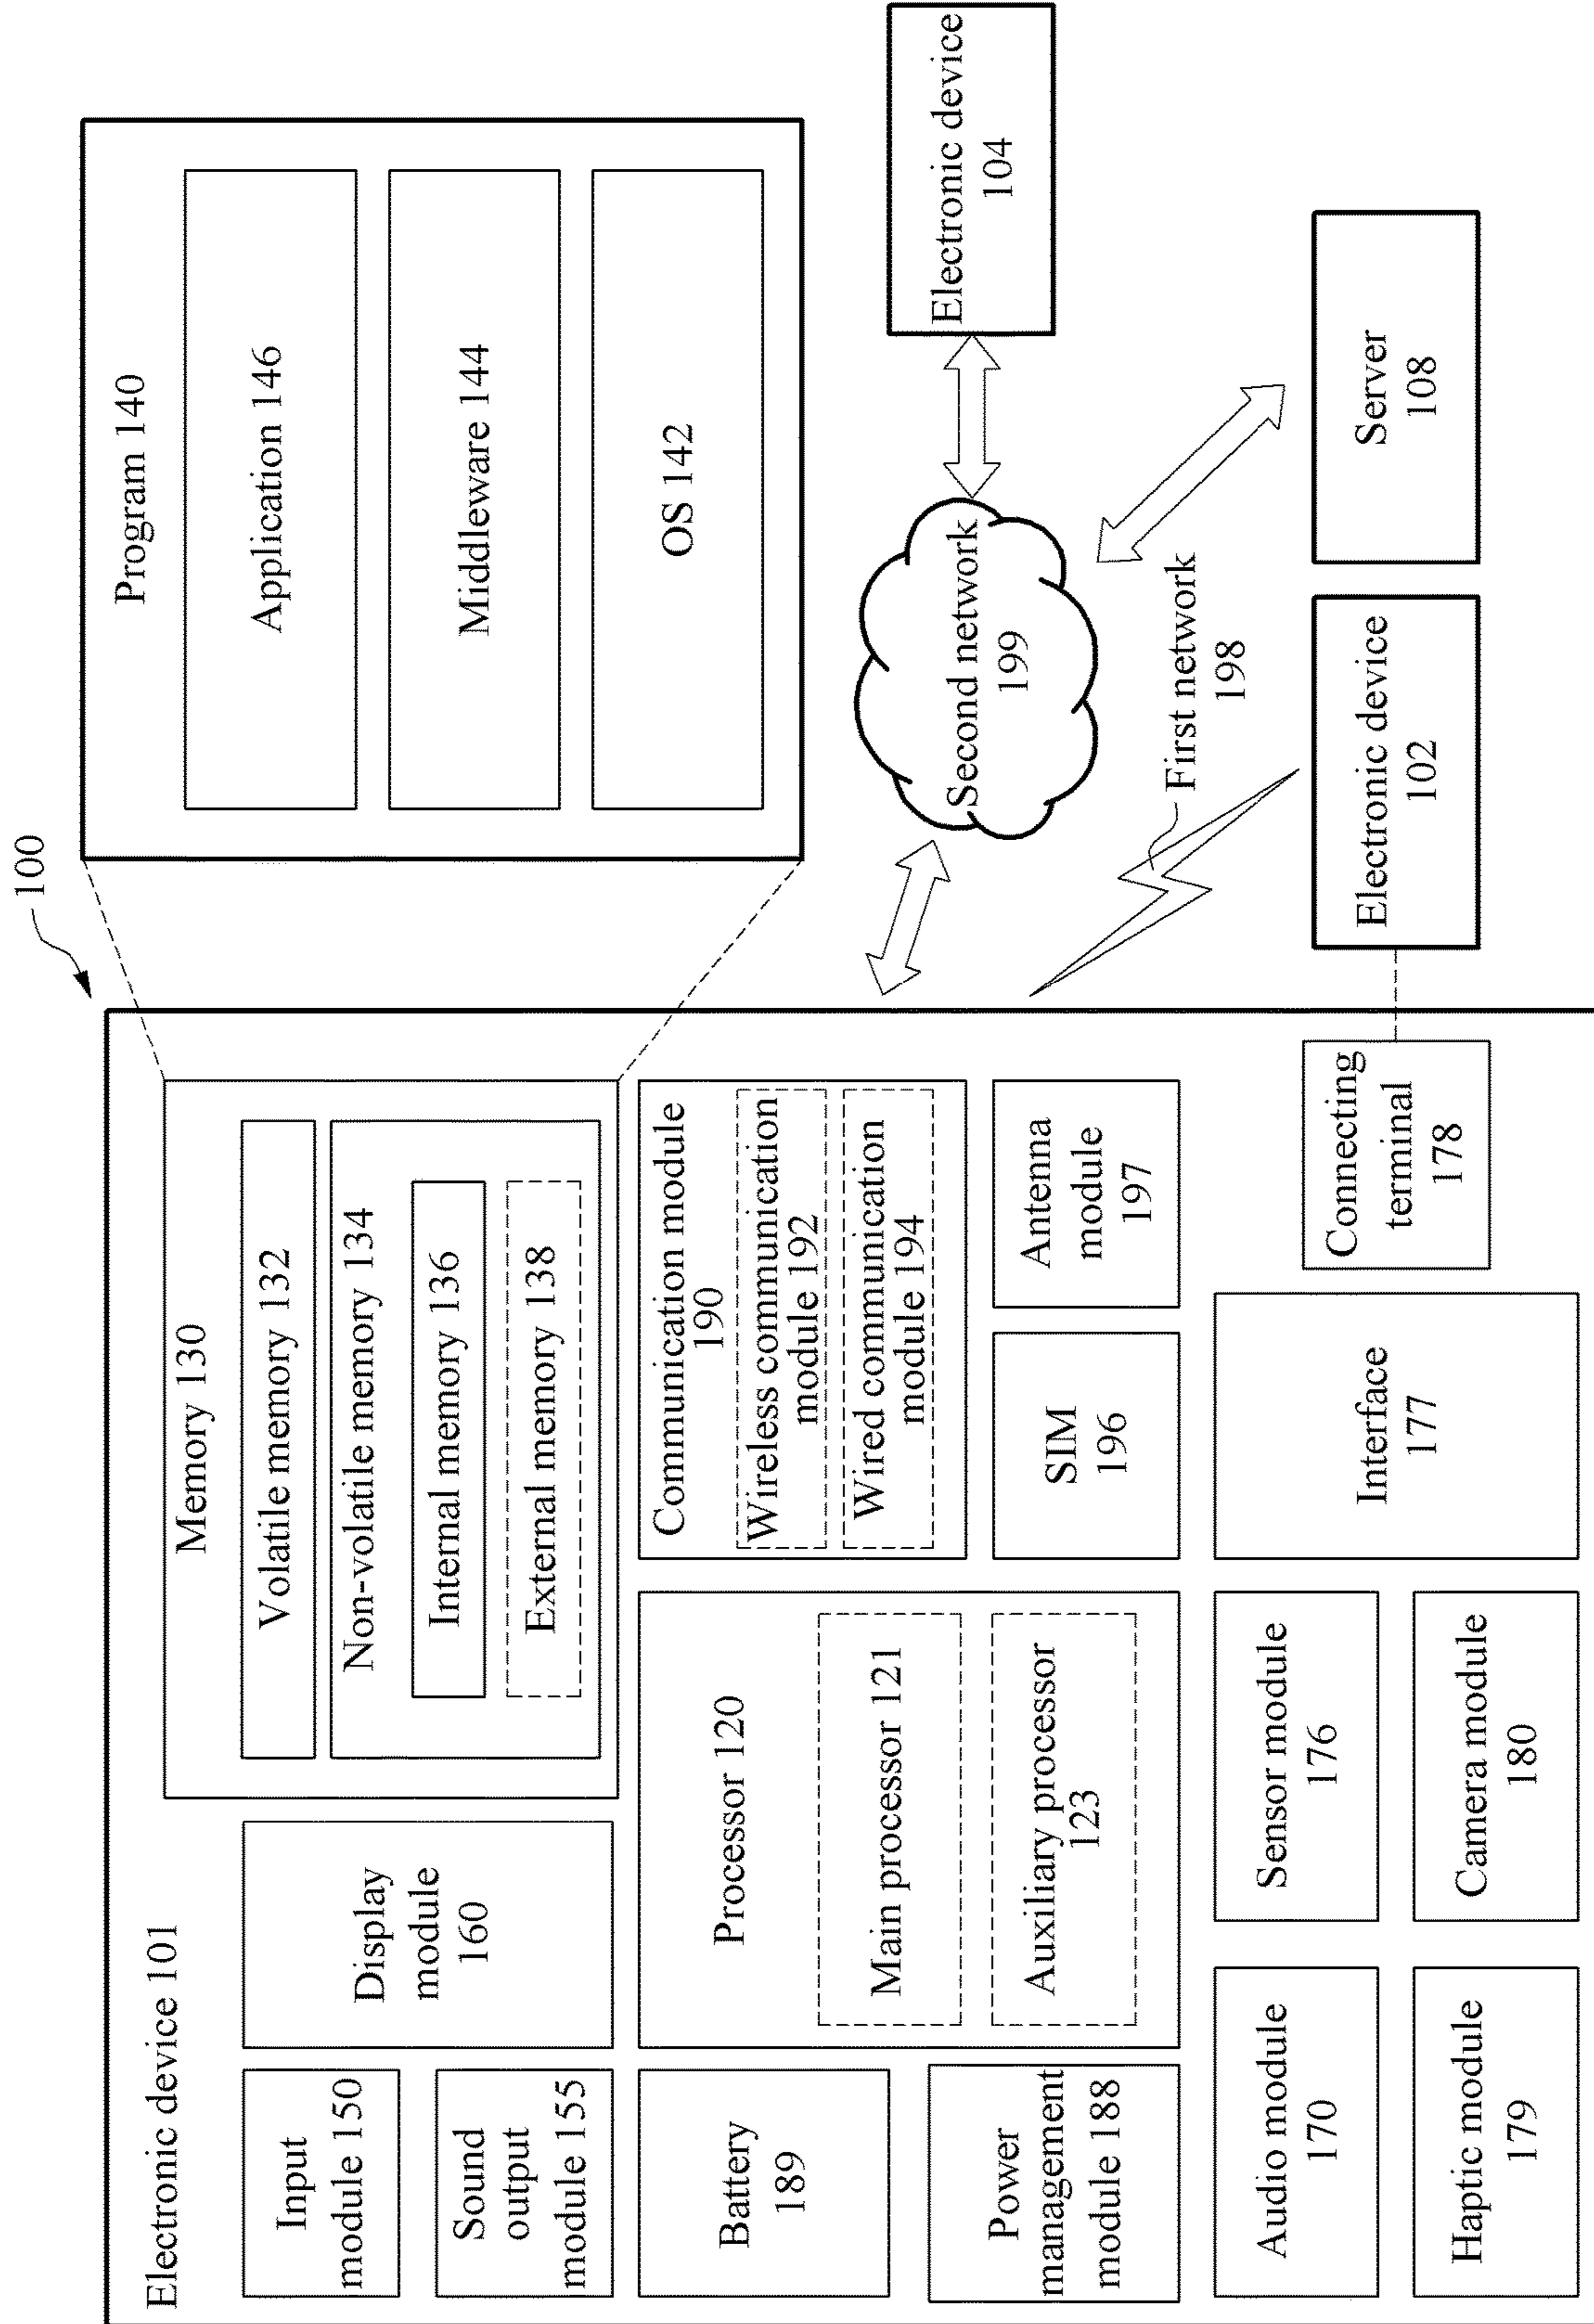 100
Electronic device 101
Input
module 150
Sound
output
module 155
Battery
189
Power
management
module 188
Audio module
170
Haptic module
179
Display
module
160
Processor 120
Main processor 121
Auxiliary processor
123
Sensor module
176
Camera module
180
Memory 130
Volatile memory 132
Non-volatile memory 134
Internal memory 136
External memory 138
Communication module
190
Wireless communication
module 192
Wired communication
module 194
SIM
196
Antenna
module
197
Interface
177
Connecting
terminal
178
Program 140
Application 146
Middleware 144
OS 142
Second network
199
First network
198
Electronic device
104
Electronic device
102
Server
108